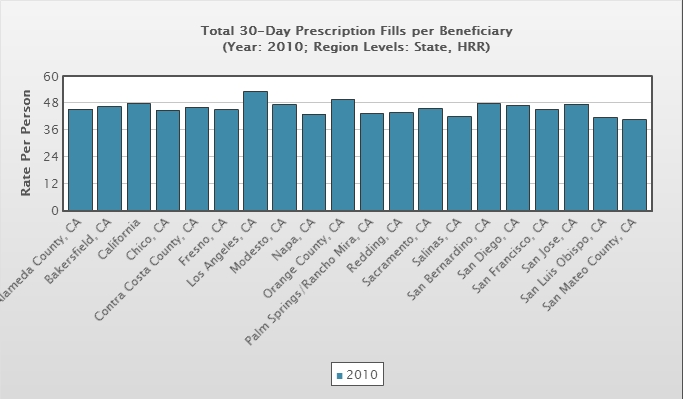 Total 30-Day Prescription Fills per Beneficiary
(Year: 2010; Region Levels: State, HRR)
Rate Per Person
60
48
36
24
12
0
lameda County, CA
Bakersfield, CA
California
Chico, CA
Contra Costa County, CA
Fresno, CA
Los Angeles, CA
Modesto, CA
Napa, CA
Orange County, CA
Palm Springs/Rancho Mira, CA
Redding, CA
Sacramento, CA
Salinas, CA
San Bernardino, CA
San Diego, CA
San Francisco, CA
San Jose, CA
San Luis Obispo, CA
San Mateo County, CA
2010